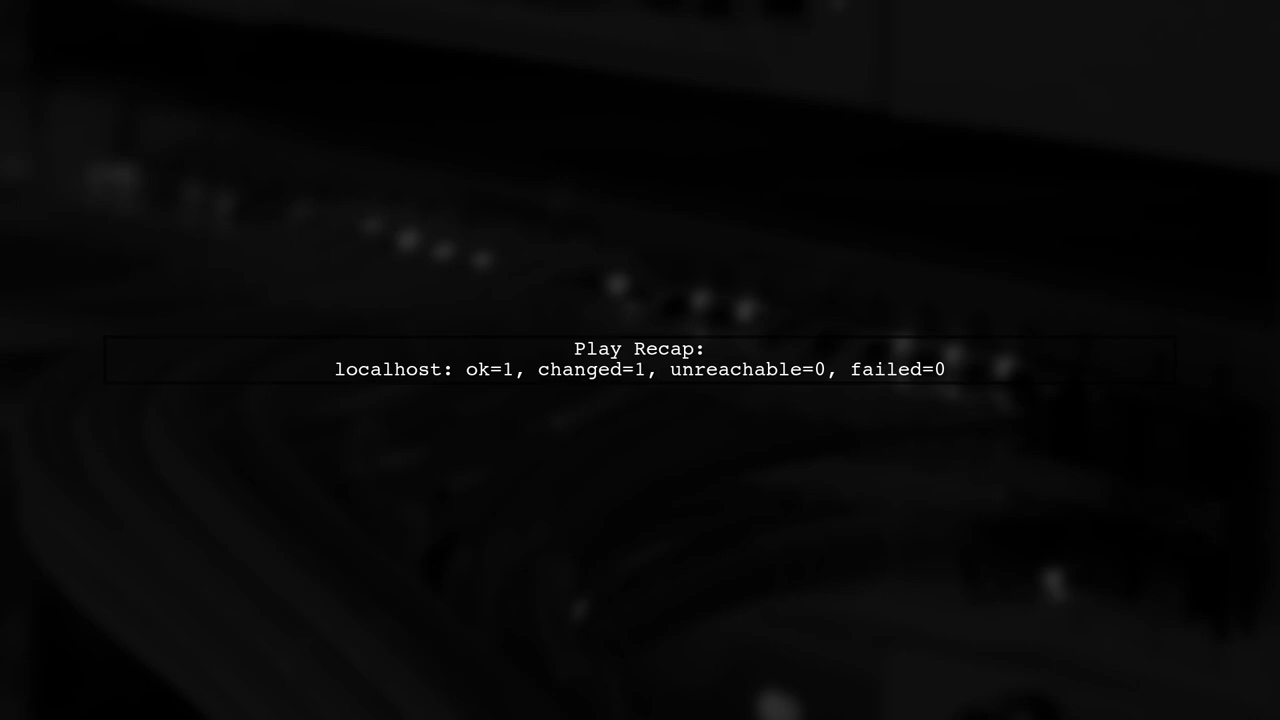 Play Recap:
localhost: ok=1, changed=1, unreachable=0, failed=0